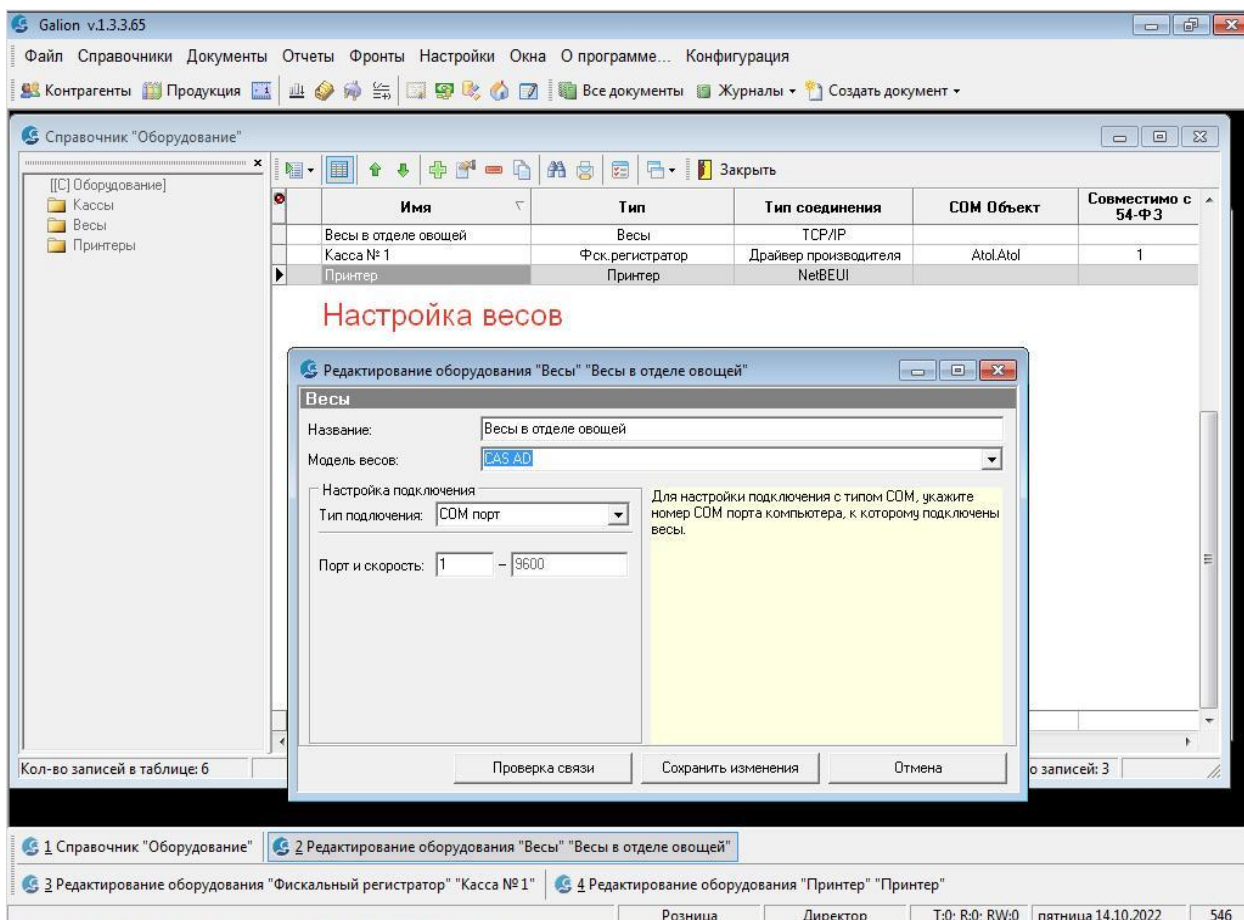 Galion v.1.3.3.65
Файл Справочники Документы Отчеты Фронты Настройки Окна О программе... Конфигурация
Контрагенты Продукция Все документы Журналы Создать документ
Справочник "Оборудование"
Закрыть
[[C] Оборудование]
Кассы
Весы
Принтеры
Имя Тип Тип соединения COM Объект Совместимо с 54-ФЗ
Весы в отделе овощей Весы TCP/IP
Касса № 1 Фск.регистратор Драйвер производителя Atol.Atol 1
Принтер Принтер NetBEUI
Настройка весов
Редактирование оборудования "Весы" "Весы в отделе овощей"
Весы
Название: Весы в отделе овощей
Модель весов: CAS AD
Настройка подключения
Тип подлючения: COM порт
Порт и скорость: 1 – 9600
Для настройки подключения с типом COM, укажите
номер COM порта компьютера, к которому подключены
весы.
Проверка связи Сохранить изменения Отмена
Кол-во записей в таблице: 6 о записей: 3
1 Справочник "Оборудование" 2 Редактирование оборудования "Весы" "Весы в отделе овощей"
3 Редактирование оборудования "Фискальный регистратор" "Касса № 1" 4 Редактирование оборудования "Принтер" "Принтер"
Розница Директор T:0; R:0; RW:0 пятница 14.10.2022 546